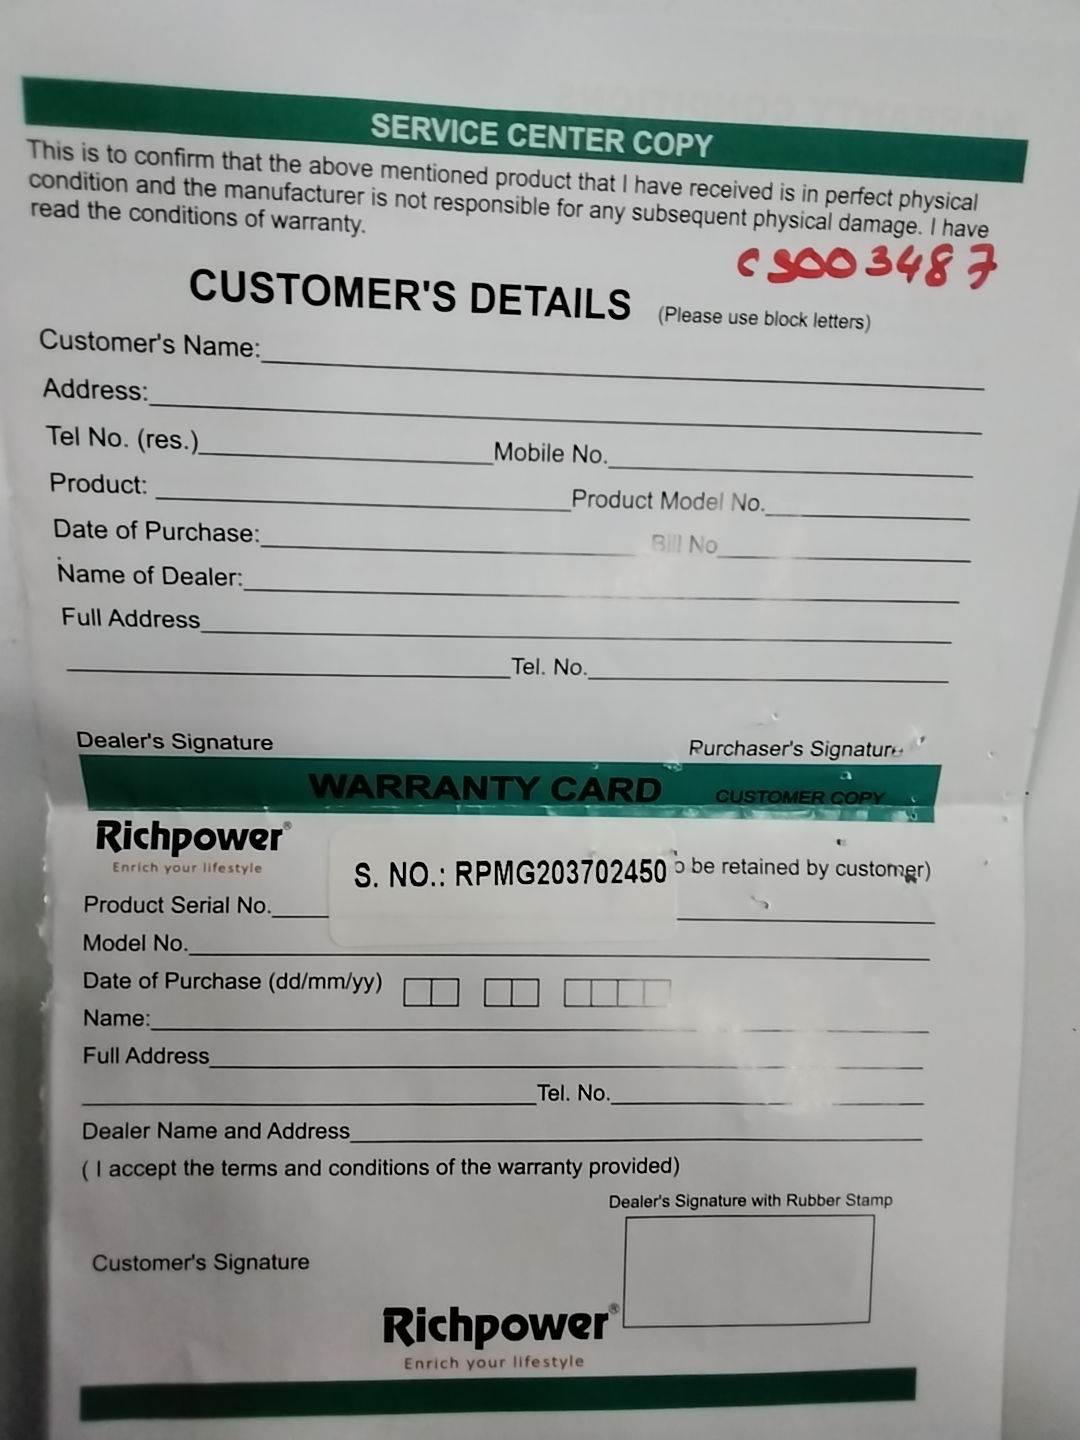 SERVICE CENTER COPY
This is to confirm that the above mentioned product that I have received is in perfect physical
condition and the manufacturer is not responsible for any subsequent physical damage. I have
read the conditions of warranty.
CS003487
CUSTOMER'S DETAILS (Please use block letters)
Customer's Name:
Address:
Tel No. (res.) Mobile No.
Product: Product Model No.
Date of Purchase: Bill No
Name of Dealer:
Full Address
Tel. No.
Dealer's Signature Purchaser's Signature
WARRANTY CARD CUSTOMER COPY
Richpower®
Enrich your lifestyle
S. NO.: RPMG203702450 o be retained by customer)
Product Serial No.
Model No.
Date of Purchase (dd/mm/yy)
Name:
Full Address
Tel. No.
Dealer Name and Address
( I accept the terms and conditions of the warranty provided)
Dealer's Signature with Rubber Stamp
Customer's Signature
Richpower®
Enrich your lifestyle